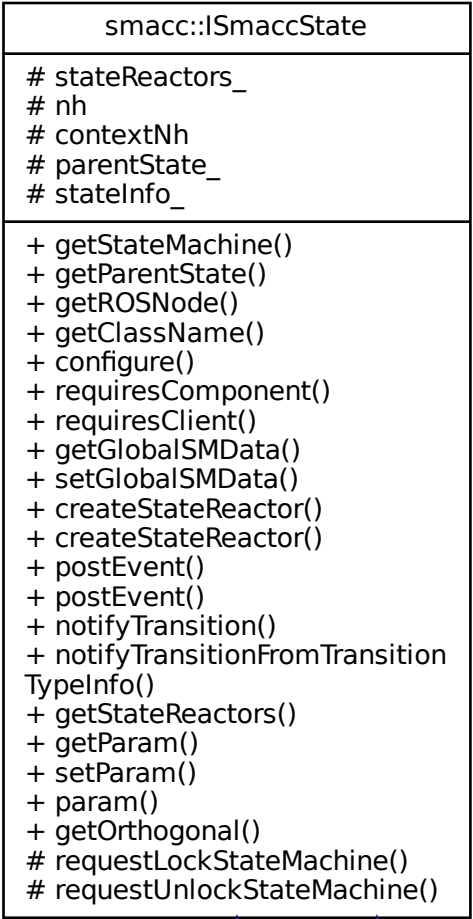 smacc::ISmaccState
# stateReactors_
# nh
# contextNh
# parentState_
# stateInfo_
+ getStateMachine()
+ getParentState()
+ getROSNode()
+ getClassName()
+ configure()
+ requiresComponent()
+ requiresClient()
+ getGlobalSMData()
+ setGlobalSMData()
+ createStateReactor()
+ createStateReactor()
+ postEvent()
+ postEvent()
+ notifyTransition()
+ notifyTransitionFromTransition
TypeInfo()
+ getStateReactors()
+ getParam()
+ setParam()
+ param()
+ getOrthogonal()
# requestLockStateMachine()
# requestUnlockStateMachine()